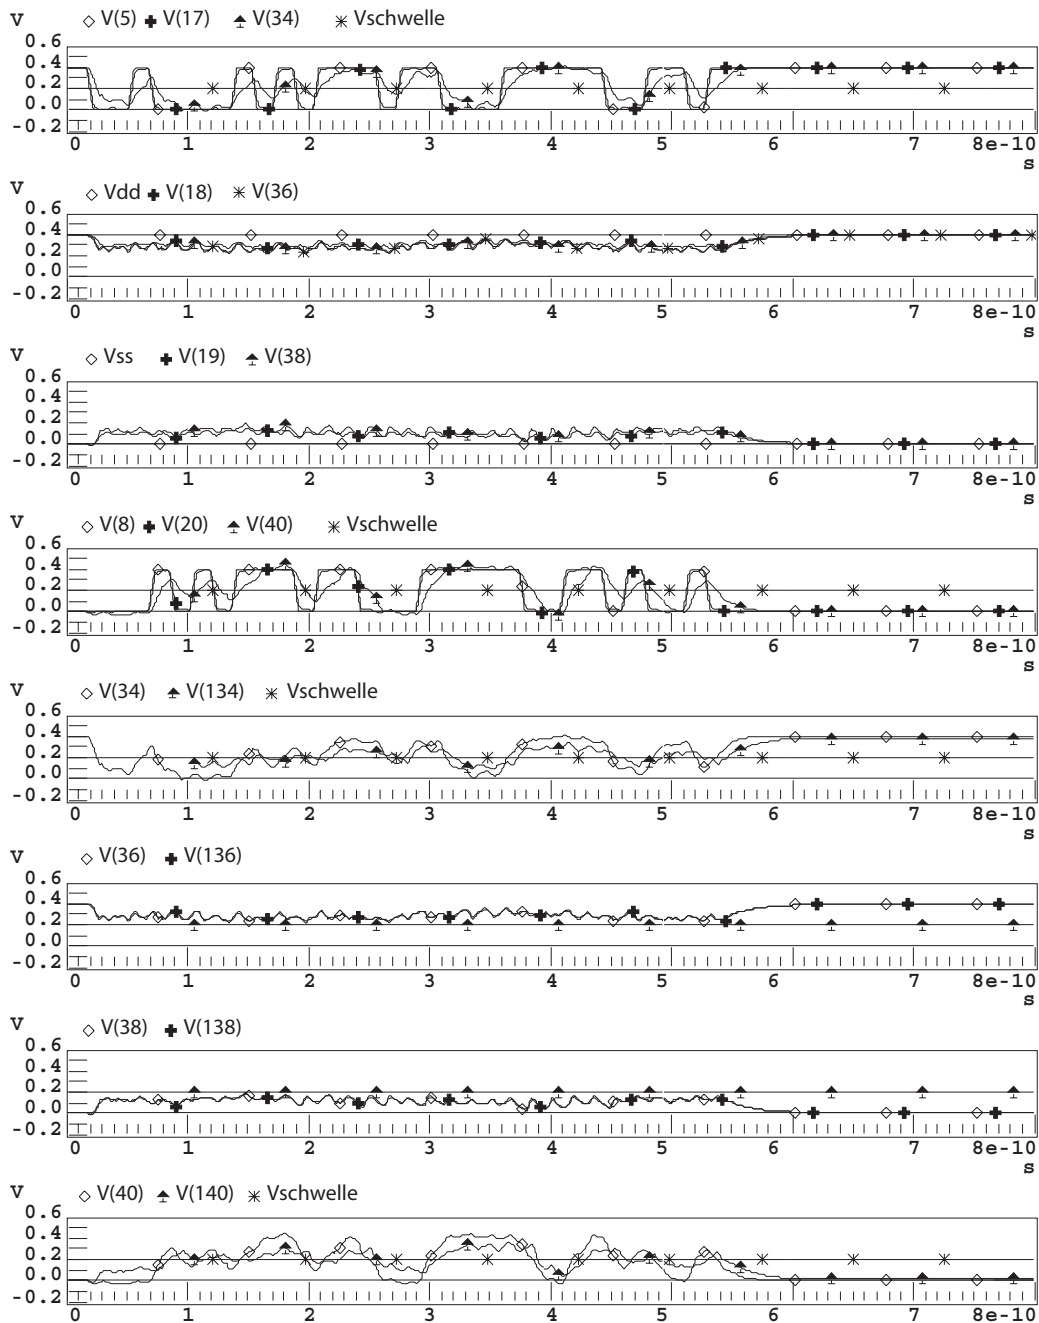 V V(5) V(17) V(34) Vschwelle
0.6
0.4
0.2
0.0
-0.2
0 1 2 3 4 5 6 7 8e-10
s
V Vdd V(18) V(36)
0.6
0.4
0.2
0.0
-0.2
0 1 2 3 4 5 6 7 8e-10
s
V Vss V(19) V(38)
0.6
0.4
0.2
0.0
-0.2
0 1 2 3 4 5 6 7 8e-10
s
V V(8) V(20) V(40) Vschwelle
0.6
0.4
0.2
0.0
-0.2
0 1 2 3 4 5 6 7 8e-10
s
V V(34) V(134) Vschwelle
0.6
0.4
0.2
0.0
-0.2
0 1 2 3 4 5 6 7 8e-10
s
V V(36) V(136)
0.6
0.4
0.2
0.0
-0.2
0 1 2 3 4 5 6 7 8e-10
s
V V(38) V(138)
0.6
0.4
0.2
0.0
-0.2
0 1 2 3 4 5 6 7 8e-10
s
V V(40) V(140) Vschwelle
0.6
0.4
0.2
0.0
-0.2
0 1 2 3 4 5 6 7 8e-10